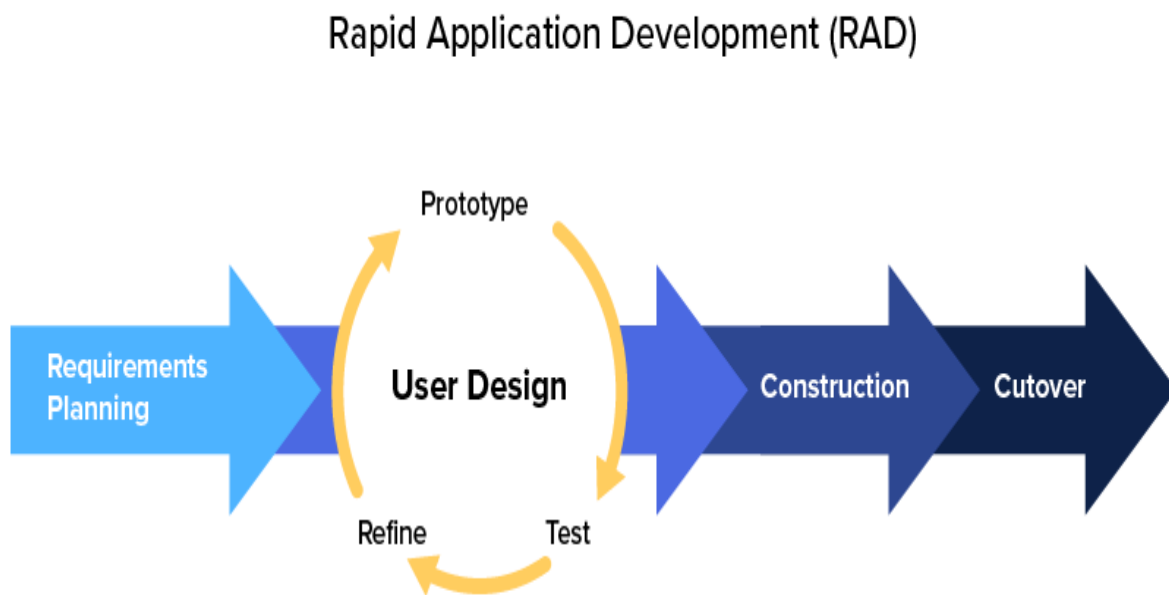 Rapid Application Development (RAD)
Prototype
Requirements
Planning
User Design
Construction
Cutover
Refine
Test